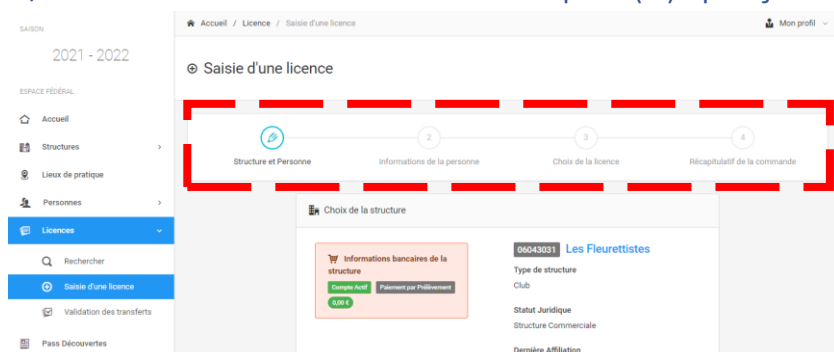 SAISON
2021 - 2022
ESPACE FÉDÉRAL
Accueil
Structures
Lieux de pratique
Personnes
Licences
Rechercher
Saisie d'une licence
Validation des transferts
Pass Découvertes
Accueil / Licence / Saisie d'une licence
Mon profil
Saisie d'une licence
Structure et Personne
2
Informations de la personne
3
Choix de la licence
4
Récapitulatif de la commande
Choix de la structure
Informations bancaires de la
structure
Compte Actif Paiement par Prélèvement
0,00 €
06043031 Les Fleurettistes
Type de structure
Club
Statut Juridique
Structure Commerciale
Dernière Affiliation